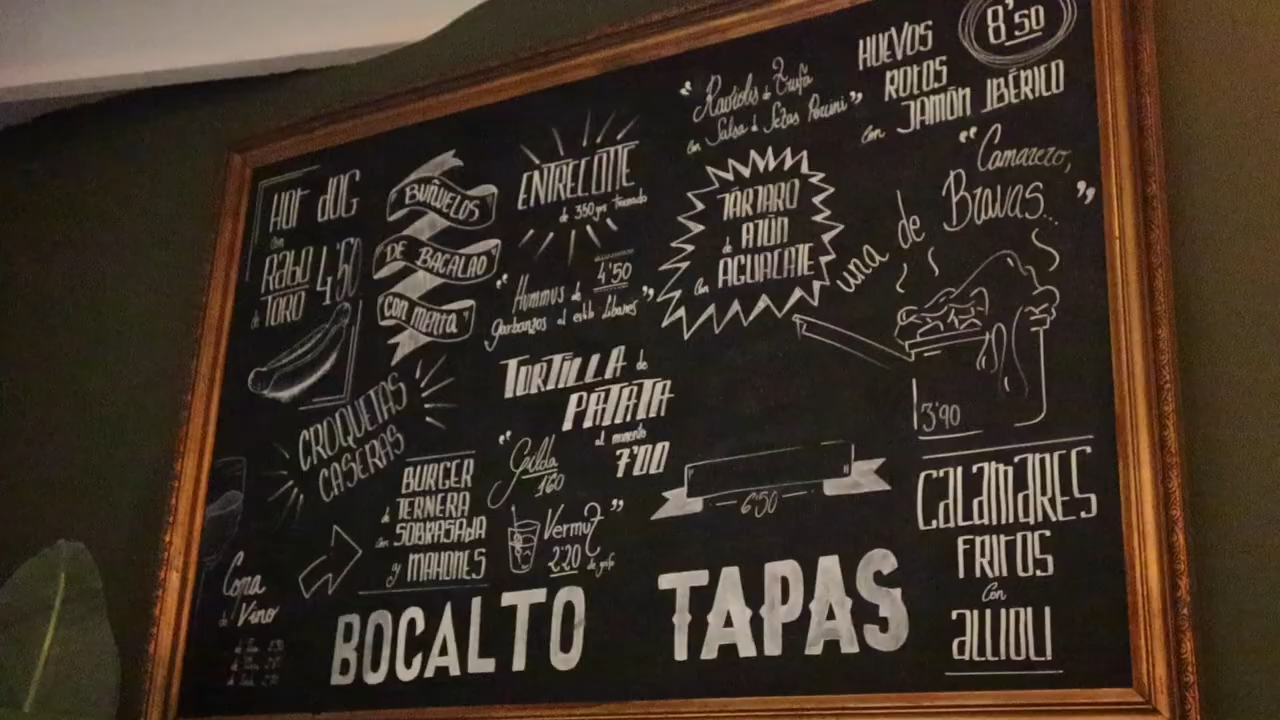 HOT DOG
con
RABO
de TORO
4'50
BUÑUELOS
DE BACALAO
con menta
ENTRECOTTE
de 350 grs
4'50
"Hummus de
garbanzos al estilo libanés"
"Raviolis de Trufa
con Salsa de Setas Porcini"
TÁRTARO
de ATÚN
con AGUACATE
HUEVOS
ROTOS
con JAMÓN IBÉRICO
8'50
"Camarero,
una de Bravas..."
3'90
CROQUETAS
CASERAS
TORTILLA de
PATATA
al momento
7'00
"Gilda
1'60
VermuT"
2'20
BURGER
de TERNERA
con SOBRASADA
y MAHONES
6'50
CALAMARES
FRITOS
Con
ALLIOLI
Copa
de Vino
BOCALTO TAPAS